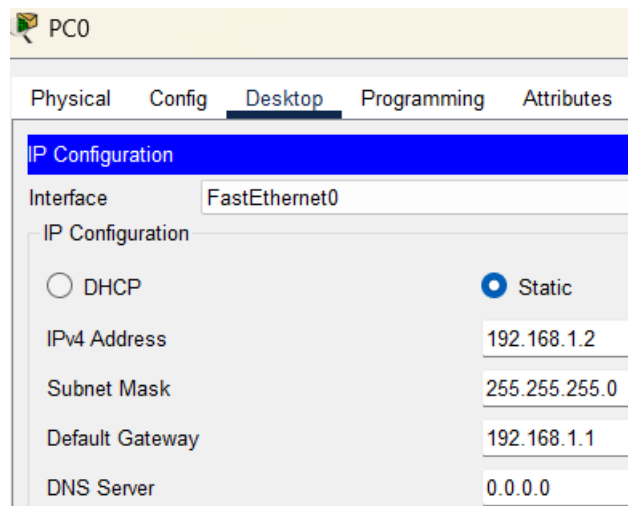 PC0
Physical Config Desktop Programming Attributes
IP Configuration
Interface FastEthernet0
IP Configuration
DHCP Static
IPv4 Address 192.168.1.2
Subnet Mask 255.255.255.0
Default Gateway 192.168.1.1
DNS Server 0.0.0.0